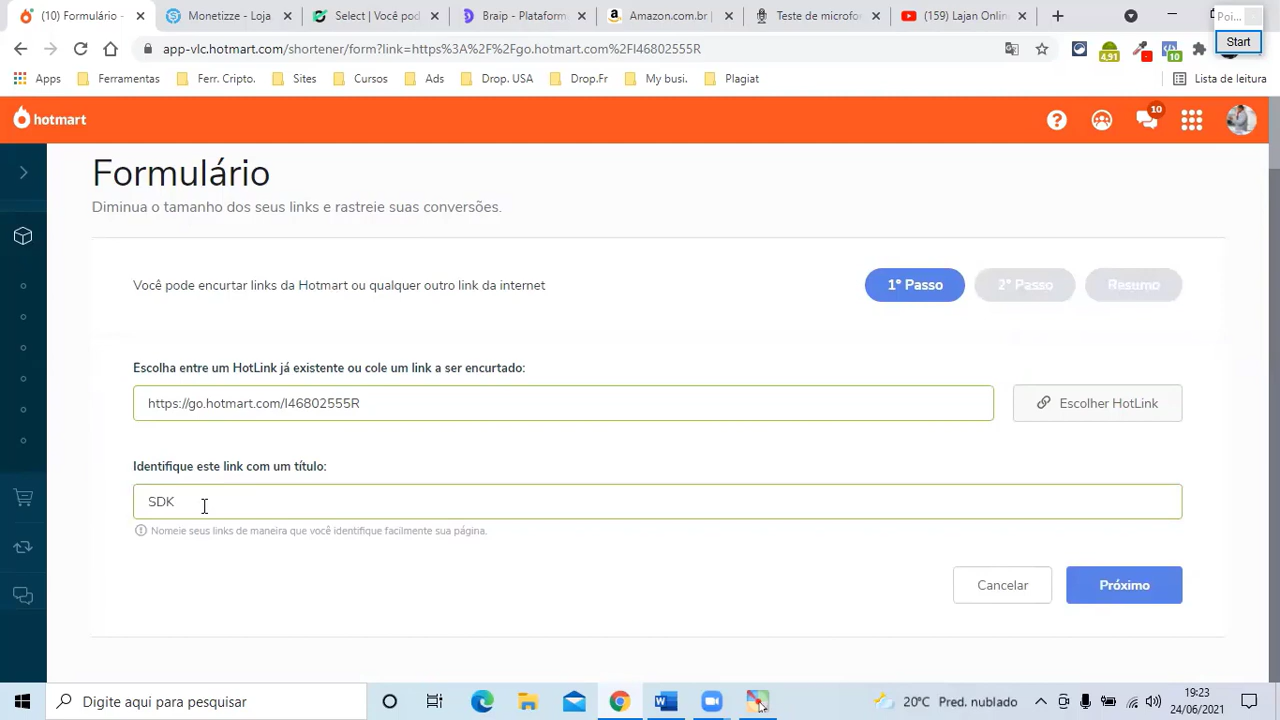 (10) Formulário
Monetizze - Loja
Select | Você pod
Braip - Plataform
Amazon.com.br |
Teste de microfo
(159) Lajan Onlin
Poi...
Start
app-vlc.hotmart.com/shortener/form?link=https%3A%2F%2Fgo.hotmart.com%2FI46802555R
4,91
10
Apps
Ferramentas
Ferr. Cripto.
Sites
Cursos
Ads
Drop. USA
Drop.Fr
My busi.
Plagiat
Lista de leitura
hotmart
10
Formulário
Diminua o tamanho dos seus links e rastreie suas conversões.
Você pode encurtar links da Hotmart ou qualquer outro link da internet
1º Passo
2º Passo
Resumo
Escolha entre um HotLink já existente ou cole um link a ser encurtado:
https://go.hotmart.com/I46802555R
Escolher HotLink
Identifique este link com um título:
SDK
Nomeie seus links de maneira que você identifique facilmente sua página.
Cancelar
Próximo
Digite aqui para pesquisar
20°C Pred. nublado
19:23
24/06/2021